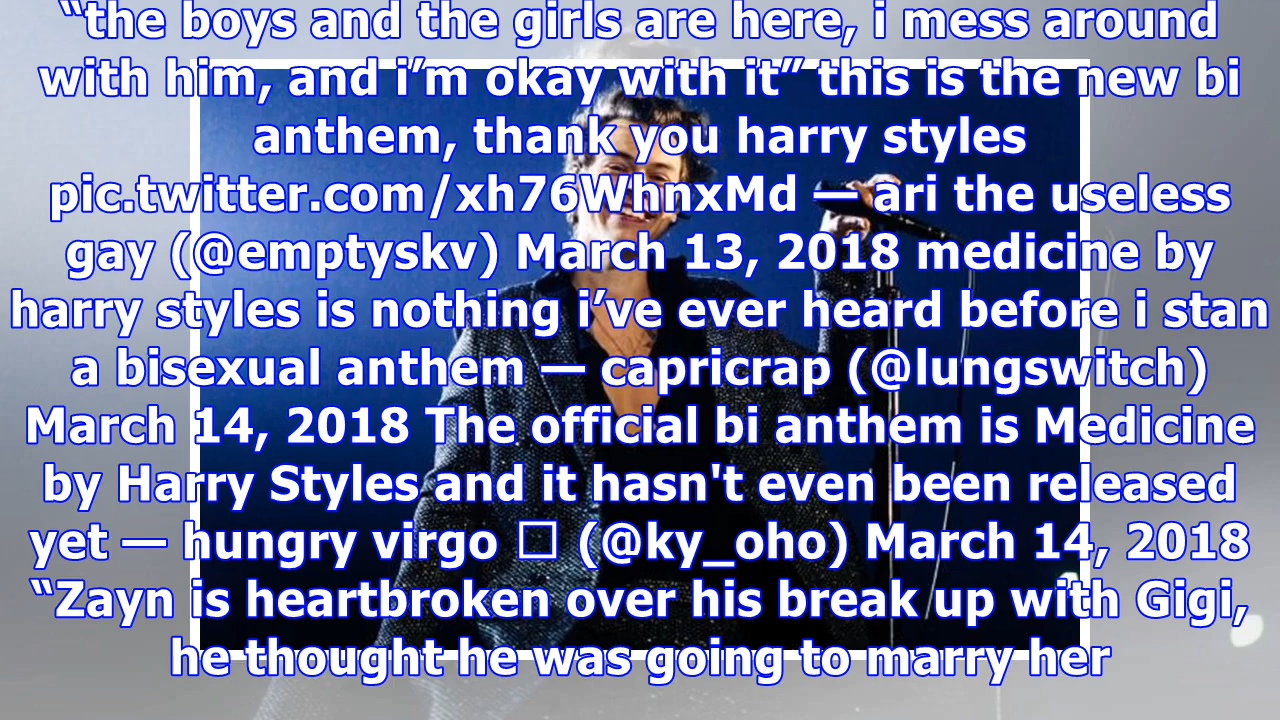 “the boys and the girls are here, i mess around
with him, and i’m okay with it” this is the new bi
anthem, thank you harry styles
pic.twitter.com/xh76WhnxMd — ari the useless
gay (@emptyskv) March 13, 2018 medicine by
harry styles is nothing i’ve ever heard before i stan
a bisexual anthem — capricrap (@lungswitch)
March 14, 2018 The official bi anthem is Medicine
by Harry Styles and it hasn't even been released
yet — hungry virgo □ (@ky_oho) March 14, 2018
“Zayn is heartbroken over his break up with Gigi,
he thought he was going to marry her